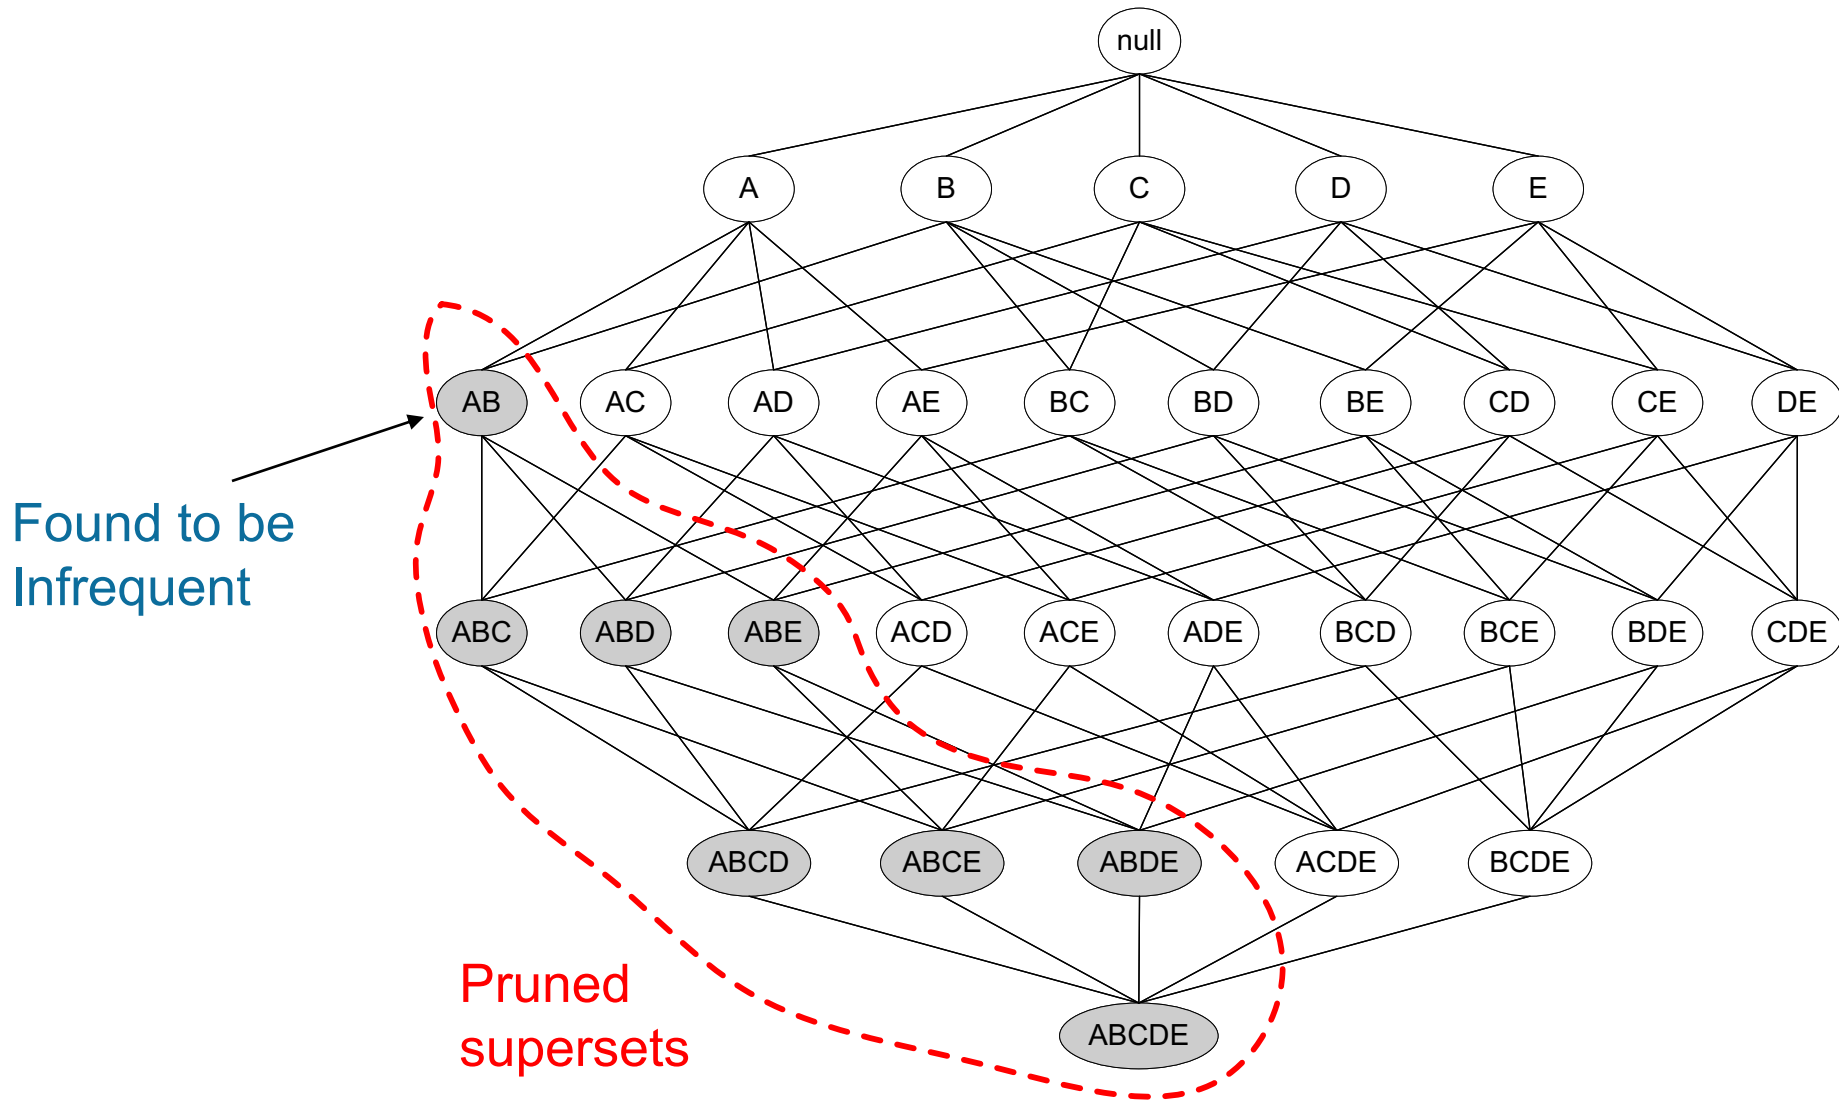 null
A B C D E
AB AC AD AE BC BD BE CD CE DE
Found to be
Infrequent
ABC ABD ABE ACD ACE ADE BCD BCE BDE CDE
ABCD ABCE ABDE ACDE BCDE
Pruned
supersets
ABCDE